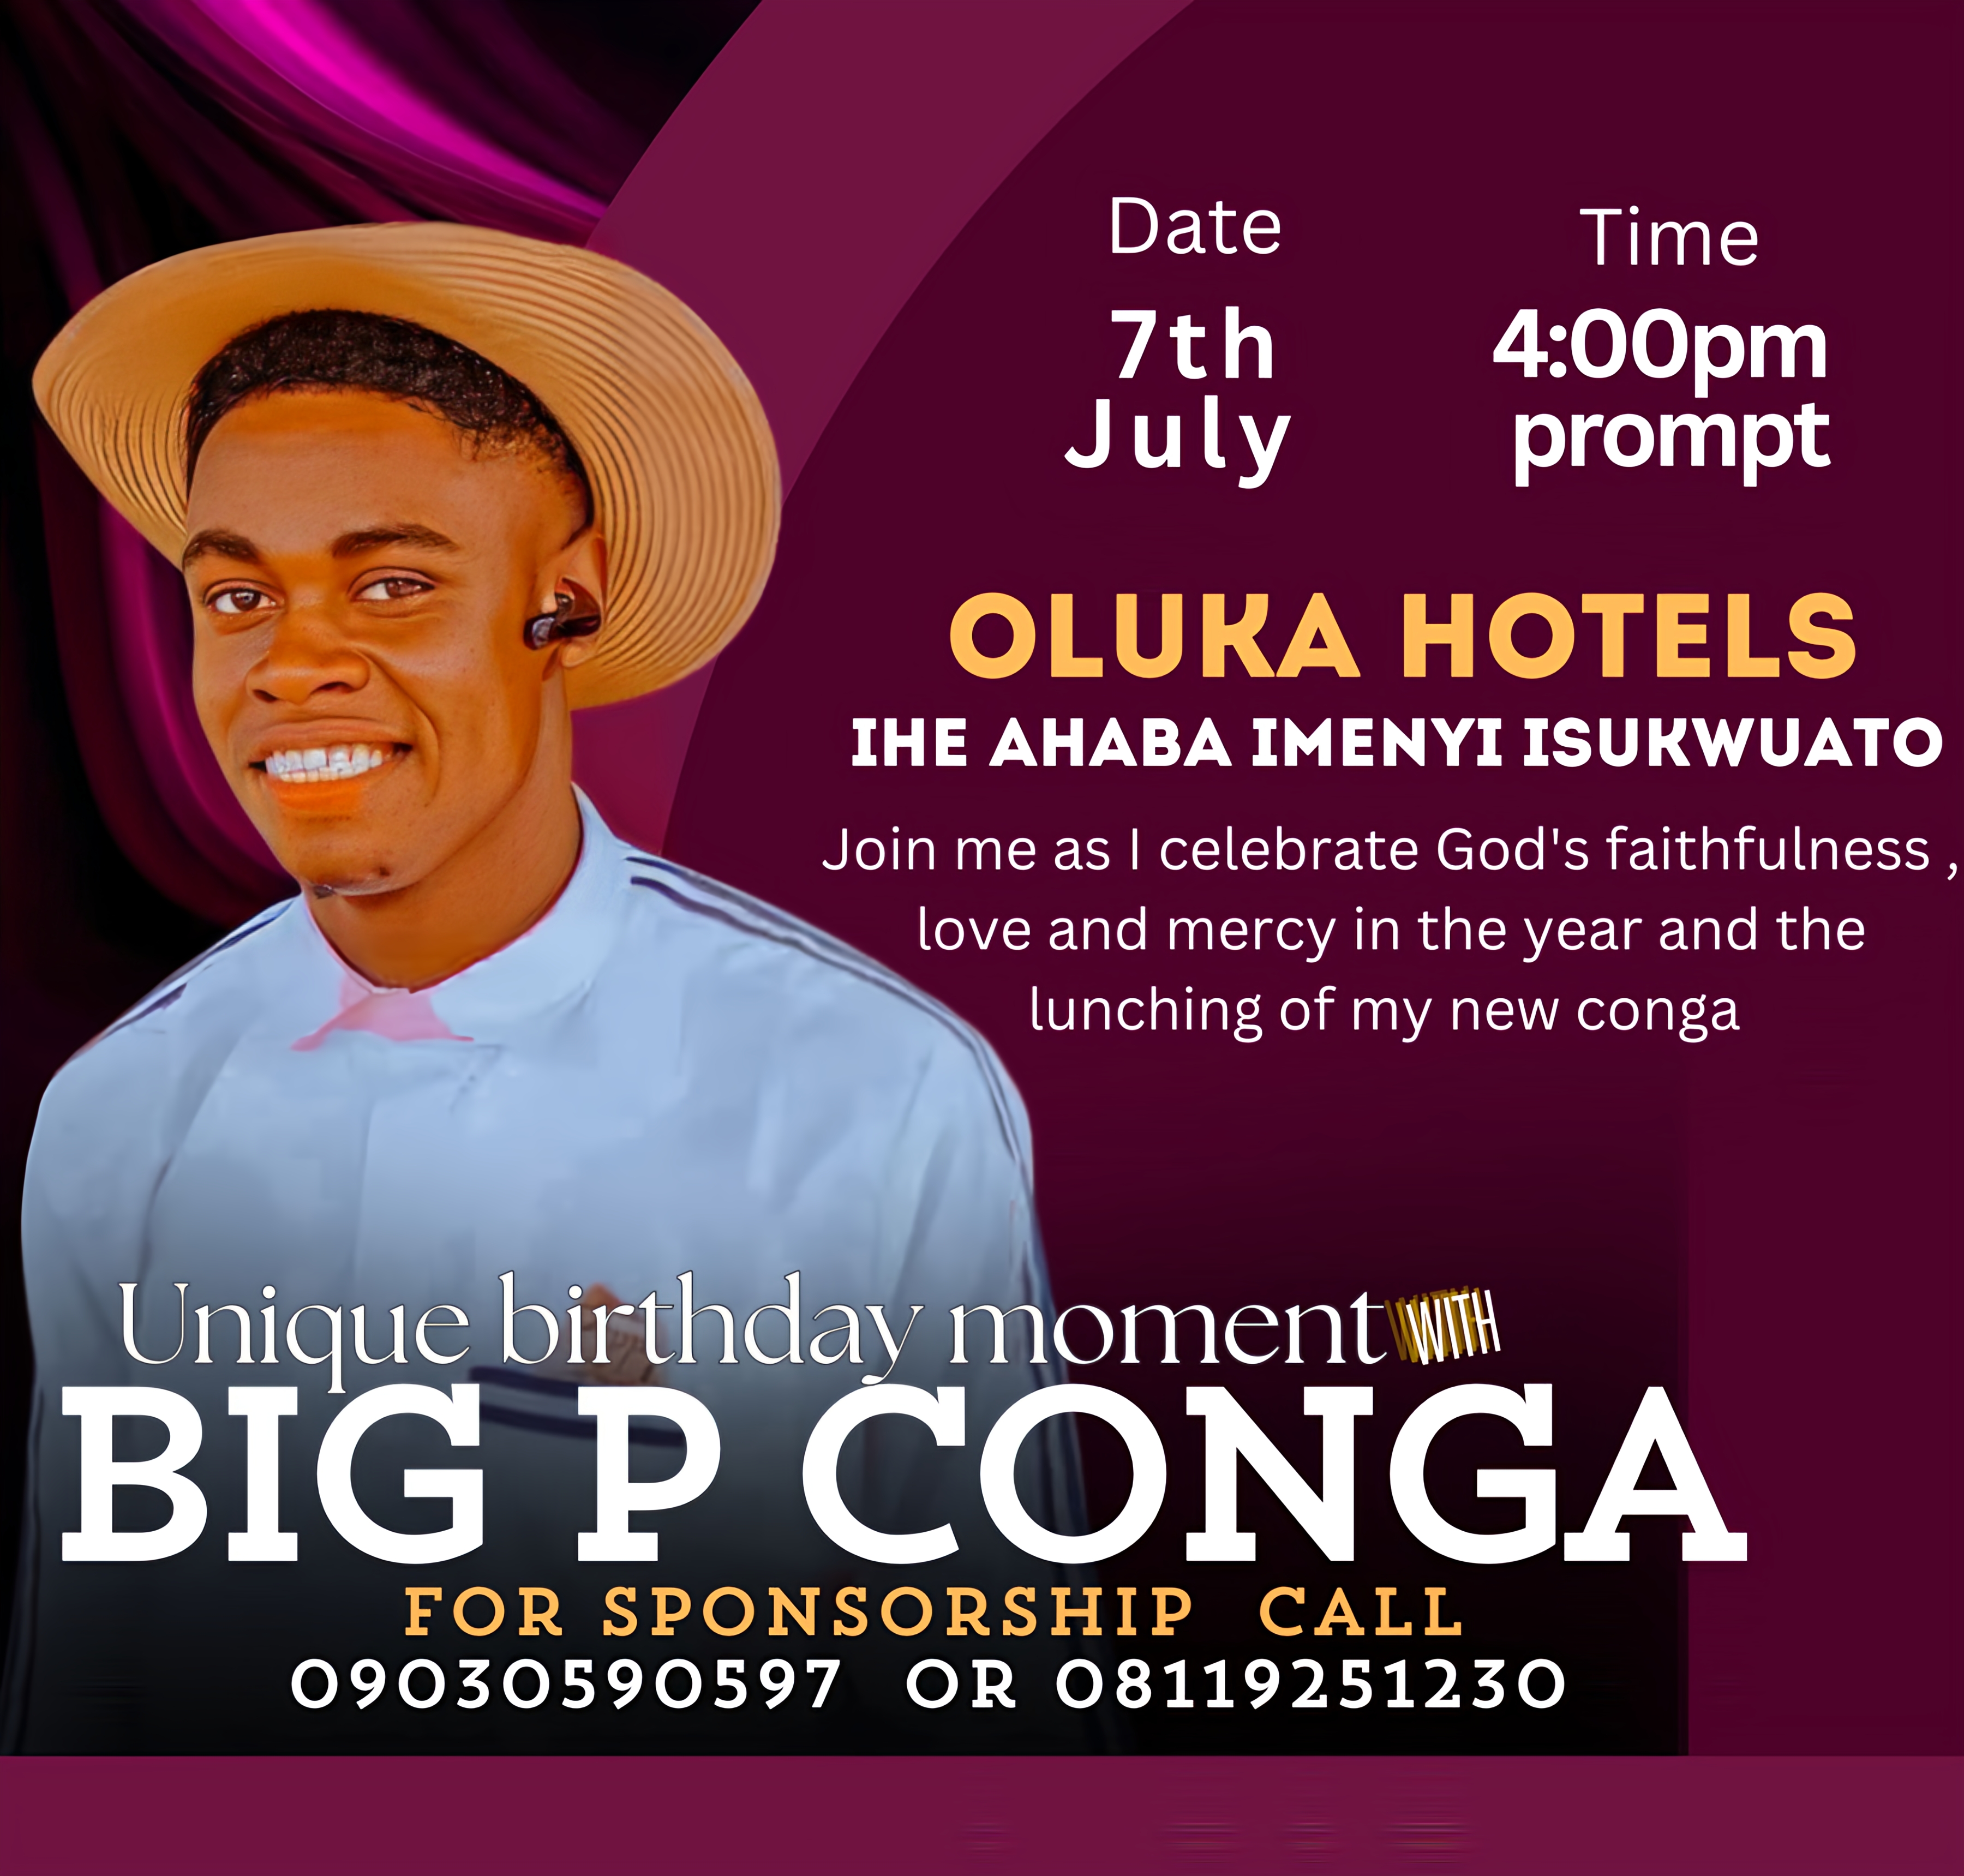 Date
7th
July
Time
4:00pm
prompt
OLUKA HOTELS
IHE AHABA IMENYI ISUKWUATO
Join me as I celebrate God's faithfulness ,
love and mercy in the year and the
lunching of my new conga
Unique birthday moment WITH
BIG P CONGA
FOR SPONSORSHIP CALL
09030590597 OR 08119251230